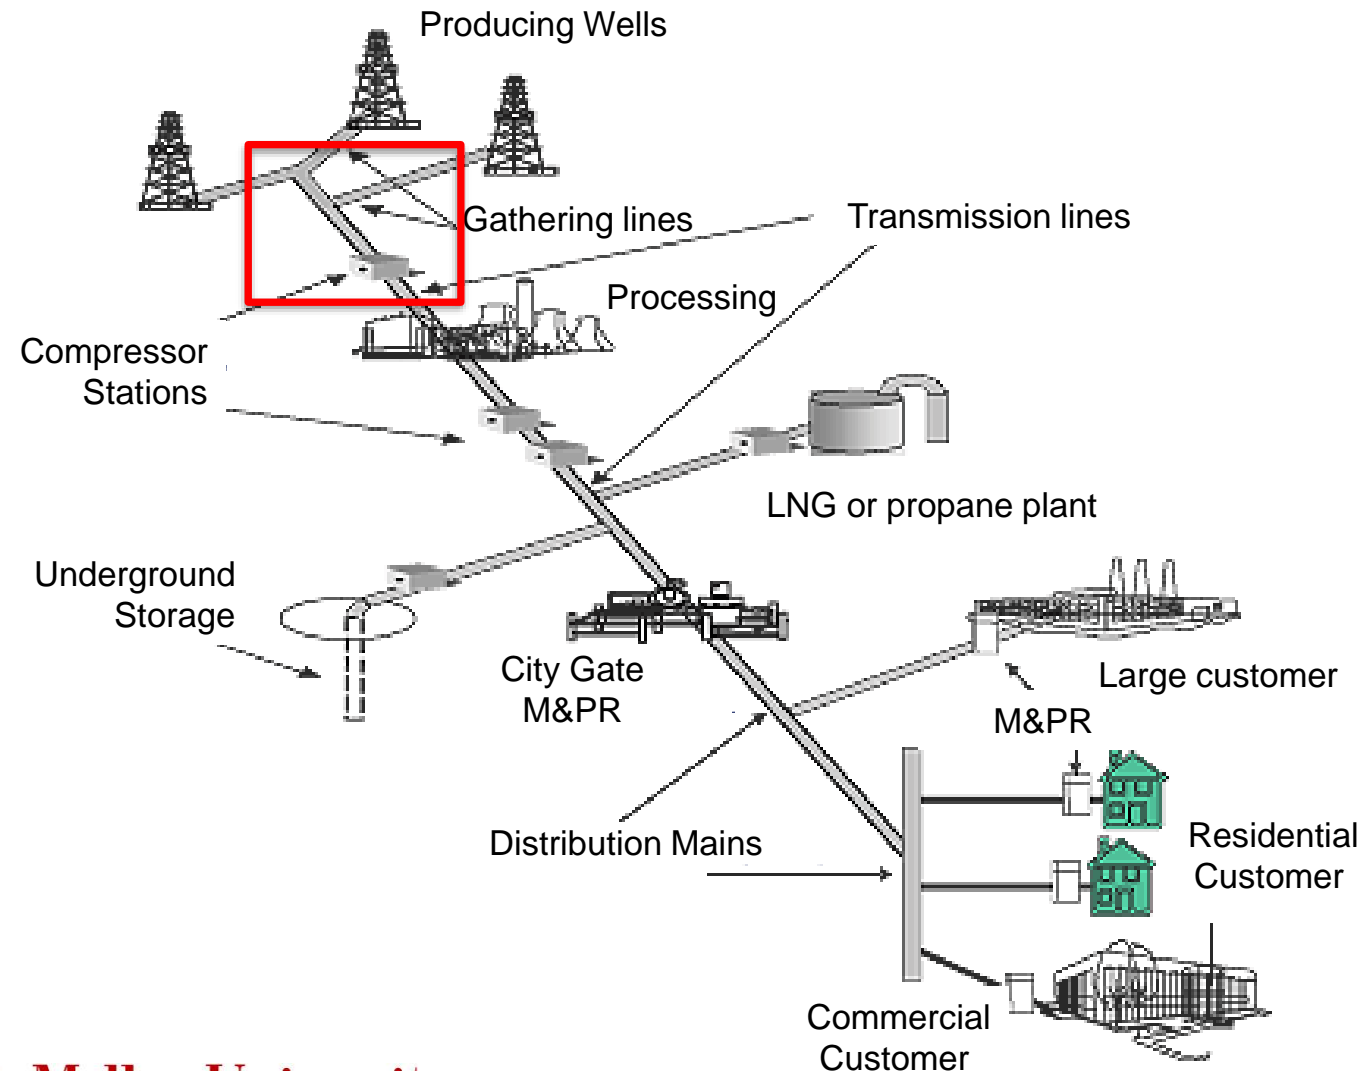 Producing Wells
Gathering lines
Transmission lines
Processing
Compressor
Stations
LNG or propane plant
Underground
Storage
City Gate
M&PR
Large customer
M&PR
Distribution Mains
Residential
Customer
Commercial
Customer